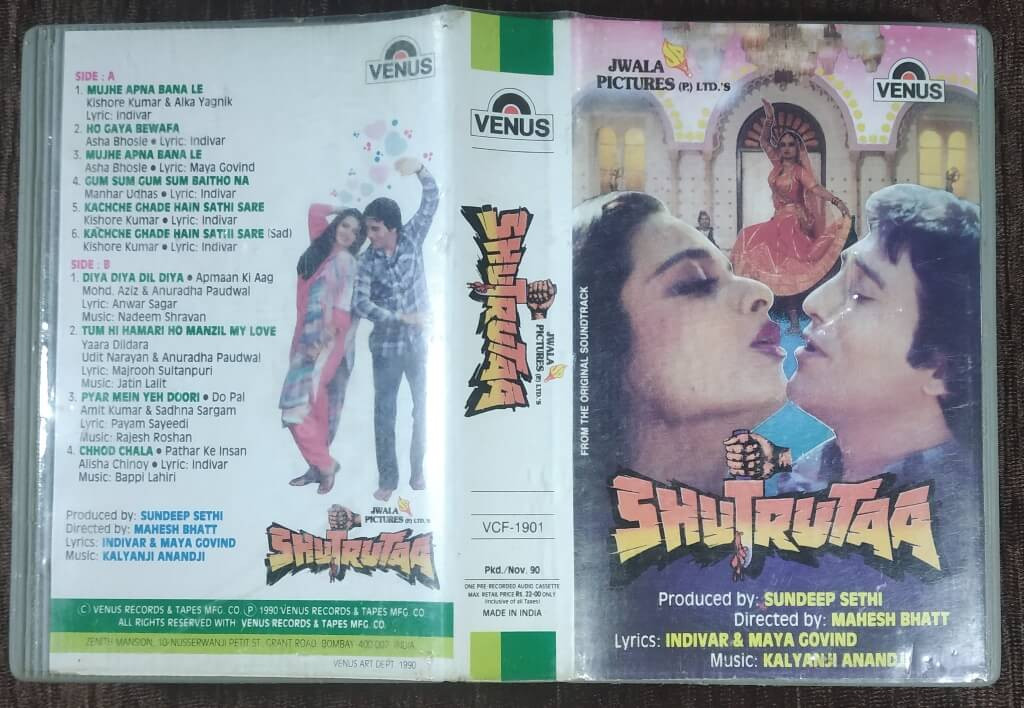 VENUS
SIDE : A
1. MUJHE APNA BANA LE
Kishore Kumar & Alka Yagnik
Lyric: Indivar
2. HO GAYA BEWAFA
Asha Bhosle • Lyric: Indivar
3. MUJHE APNA BANA LE
Asha Bhosle • Lyric: Maya Govind
4. GUM SUM GUM SUM BAITHO NA
Manhar Udhas • Lyric: Indivar
5. KACHCHE GHADE HAIN SATHI SARE
Kishore Kumar • Lyric: Indivar
6. KACHCHE GHADE HAIN SATHI SARE (Sad)
Kishore Kumar • Lyric: Indivar
SIDE : B
1. DIYA DIYA DIL DIYA • Apmaan Ki Aag
Mohd. Aziz & Anuradha Paudwal
Lyric: Anwar Sagar
Music: Nadeem Shravan
2. TUM HI HAMARI HO MANZIL MY LOVE
Yaara Dildara
Udit Narayan & Anuradha Paudwal
Lyric: Majrooh Sultanpuri
Music: Jatin Lalit
3. PYAR MEIN YEH DOORI • Do Pal
Amit Kumar & Sadhna Sargam
Lyric: Payam Sayeedi
Music: Rajesh Roshan
4. CHHOD CHALA • Pathar Ke Insan
Alisha Chinoy • Lyric: Indivar
Music: Bappi Lahiri
Produced by: SUNDEEP SETHI
Directed by: MAHESH BHATT
Lyrics: INDIVAR & MAYA GOVIND
Music: KALYANJI ANANDJI
JWALA
PICTURES (P.) LTD.'S
SHUTRUTAA
© VENUS RECORDS & TAPES MFG. CO. ℗ 1990 VENUS RECORDS & TAPES MFG. CO.
ALL RIGHTS RESERVED WITH VENUS RECORDS & TAPES MFG. CO.
ZENITH MANSION, 10-NUSSERWANJI PETIT ST., GRANT ROAD, BOMBAY-400 007. INDIA.
VENUS ART DEPT. 1990
VENUS
SHUTRUTAA
JWALA
PICTURES (P.) LTD.'S
VCF-1901
Pkd./Nov. 90
ONE PRE-RECORDED AUDIO CASSETTE
MAX. RETAIL PRICE Rs. 22-00 ONLY
(Inclusive of all Taxes)
MADE IN INDIA
JWALA
PICTURES (P.) LTD.'S
VENUS
FROM THE ORIGINAL SOUNDTRACK
SHUTRUTAA
Produced by: SUNDEEP SETHI
Directed by: MAHESH BHATT
Lyrics: INDIVAR & MAYA GOVIND
Music: KALYANJI ANANDJI